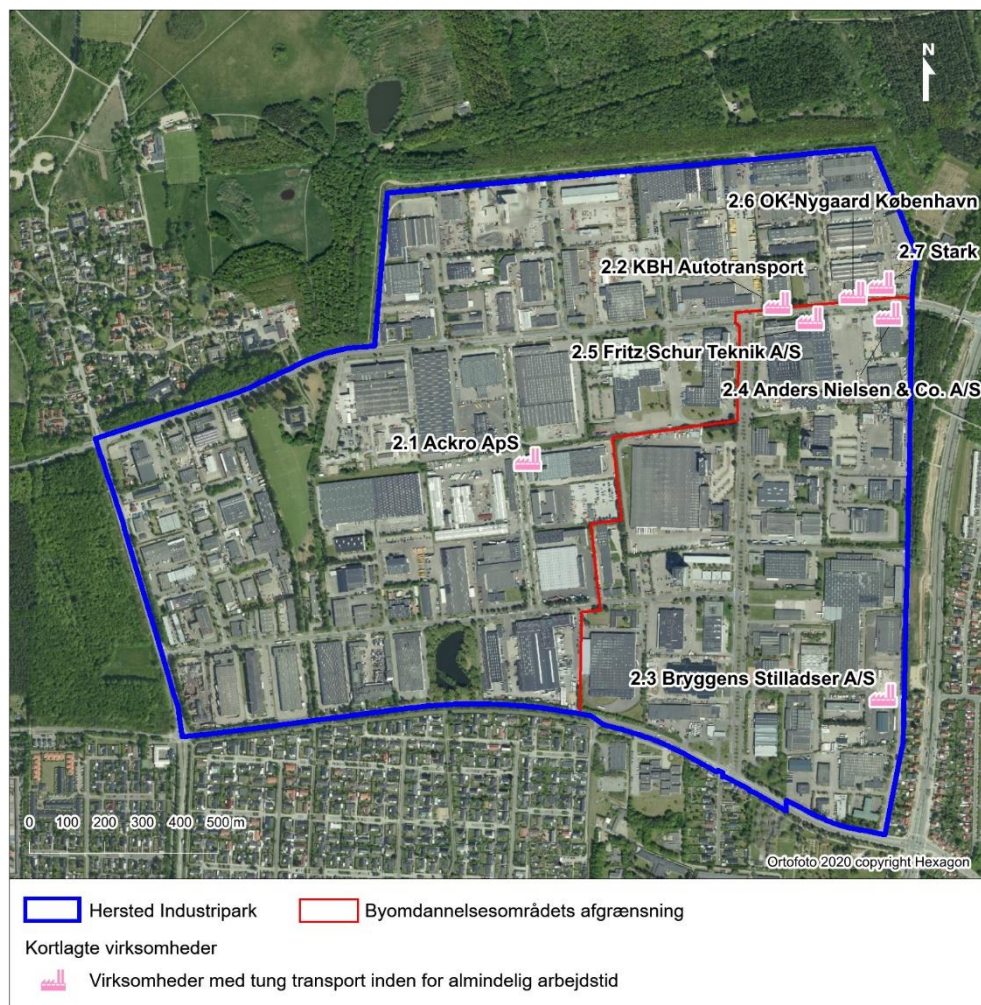 N
2.6 OK-Nygaard København
2.7 Stark
2.2 KBH Autotransport
2.5 Fritz Schur Teknik A/S
2.4 Anders Nielsen & Co. A/S
2.1 Ackro ApS
2.3 Bryggens Stilladser A/S
0 100 200 300 400 500 m
Ortofoto 2020 copyright Hexagon
Hersted Industripark
Byomdannelsesområdets afgrænsning
Kortlagte virksomheder
Virksomheder med tung transport inden for almindelig arbejdstid